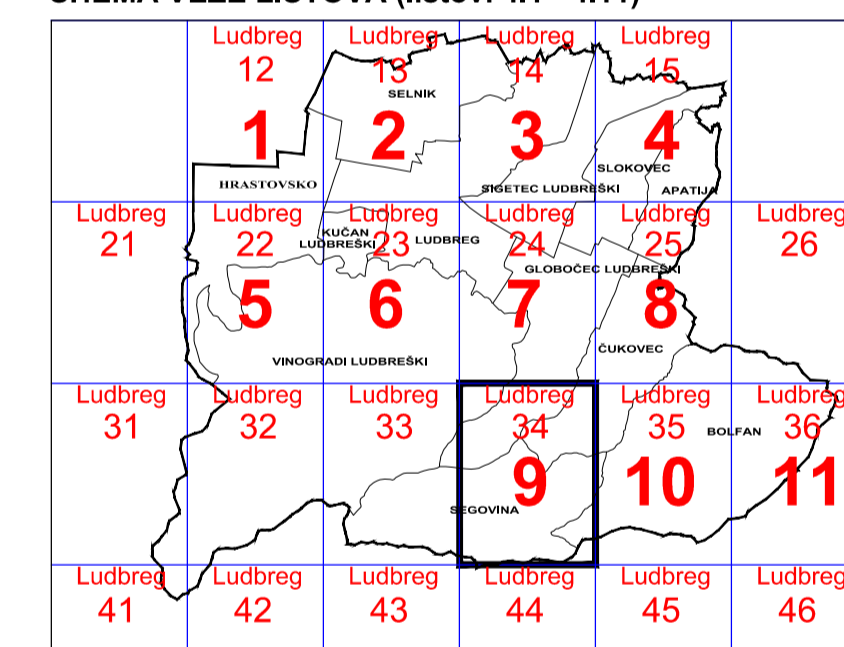 Ludbreg
12
Ludbreg
13
Ludbreg
14
Ludbreg
15
SELNIK
1
2
3
4
HRASTOVSKO
SLOKOVEC
SIGETEC LUDBREŠKI
APATIJA
Ludbreg
21
Ludbreg
22
Ludbreg
23
Ludbreg
24
Ludbreg
25
Ludbreg
26
KUČAN
LUDBREŠKI
LUDBREG
GLOBOČEC LUDBREŠKI
5
6
7
8
VINOGRADI LUDBREŠKI
ČUKOVEC
Ludbreg
31
Ludbreg
32
Ludbreg
33
Ludbreg
34
Ludbreg
35
Ludbreg
36
BOLFAN
9
10
11
SEGOVINA
Ludbreg
41
Ludbreg
42
Ludbreg
43
Ludbreg
44
Ludbreg
45
Ludbreg
46